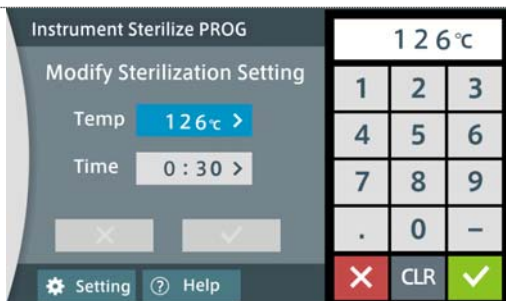 Instrument Sterilize PROG
Modify Sterilization Setting
Temp 126℃ >
Time 0:30 >
Setting ? Help
126℃
1 2 3
4 5 6
7 8 9
. 0 –
CLR